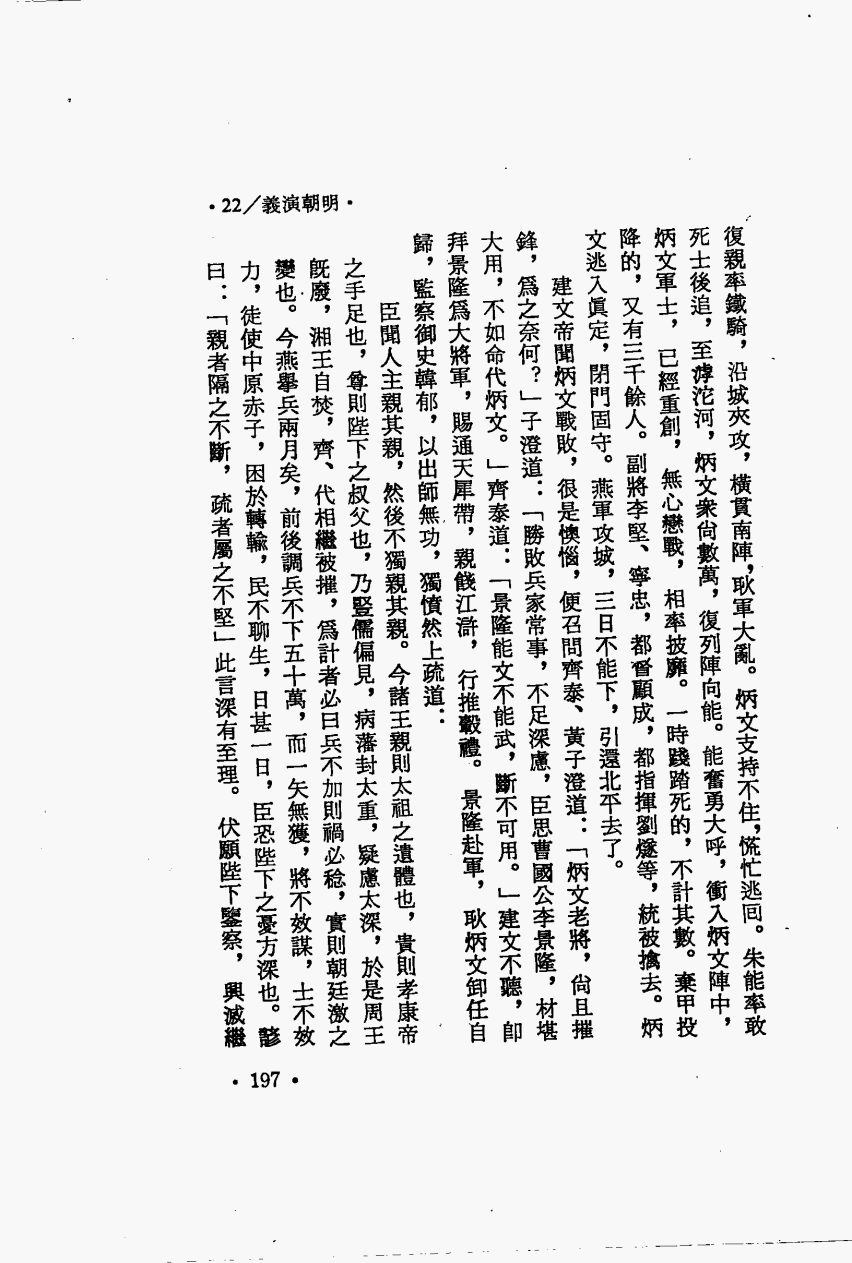 ·22／義演朝明·
復親率鐵騎，沿城夾攻，橫貫南陣，耿軍大亂。炳文支持不住，慌忙逃回。朱能率敢
死士後追，至滹沱河，炳文衆尙數萬，復列陣向能。能奮勇大呼，衝入炳文陣中，
炳文軍士，已經重創，無心戀戰，相率披靡。一時踐踏死的，不計其數。棄甲投
降的，又有三千餘人。副將李堅、寧忠，都督顧成，都指揮劉燧等，統被擒去。炳
文逃入眞定，閉門固守。燕軍攻城，三日不能下，引還北平去了。
建文帝聞炳文戰敗，很是懊惱，便召問齊泰、黃子澄道：「炳文老將，尙且摧
鋒，爲之奈何？」子澄道：「勝敗兵家常事，不足深慮，臣思曹國公李景隆，材堪
大用，不如命代炳文。」齊泰道：「景隆能文不能武，斷不可用。」建文不聽，卽
拜景隆爲大將軍，賜通天犀帶，親餞江滸，行推轂禮。景隆赴軍，耿炳文卸任自
歸，監察御史韓郁，以出師無功，獨憤然上疏道：
臣聞人主親其親，然後不獨親其親。今諸王親則太祖之遺體也，貴則孝康帝
之手足也，尊則陛下之叔父也，乃豎儒偏見，病藩封太重，疑慮太深，於是周王
旣廢，湘王自焚，齊、代相繼被摧，爲計者必曰兵不加則禍必稔，實則朝廷激之
變也。今燕舉兵兩月矣，前後調兵不下五十萬，而一矢無獲，將不效謀，士不效
力，徒使中原赤子，困於轉輸，民不聊生，日甚一日，臣恐陛下之憂方深也。諺
曰：「親者隔之不斷，疏者屬之不堅」此言深有至理。伏願陛下鑒察，興滅繼
·197·